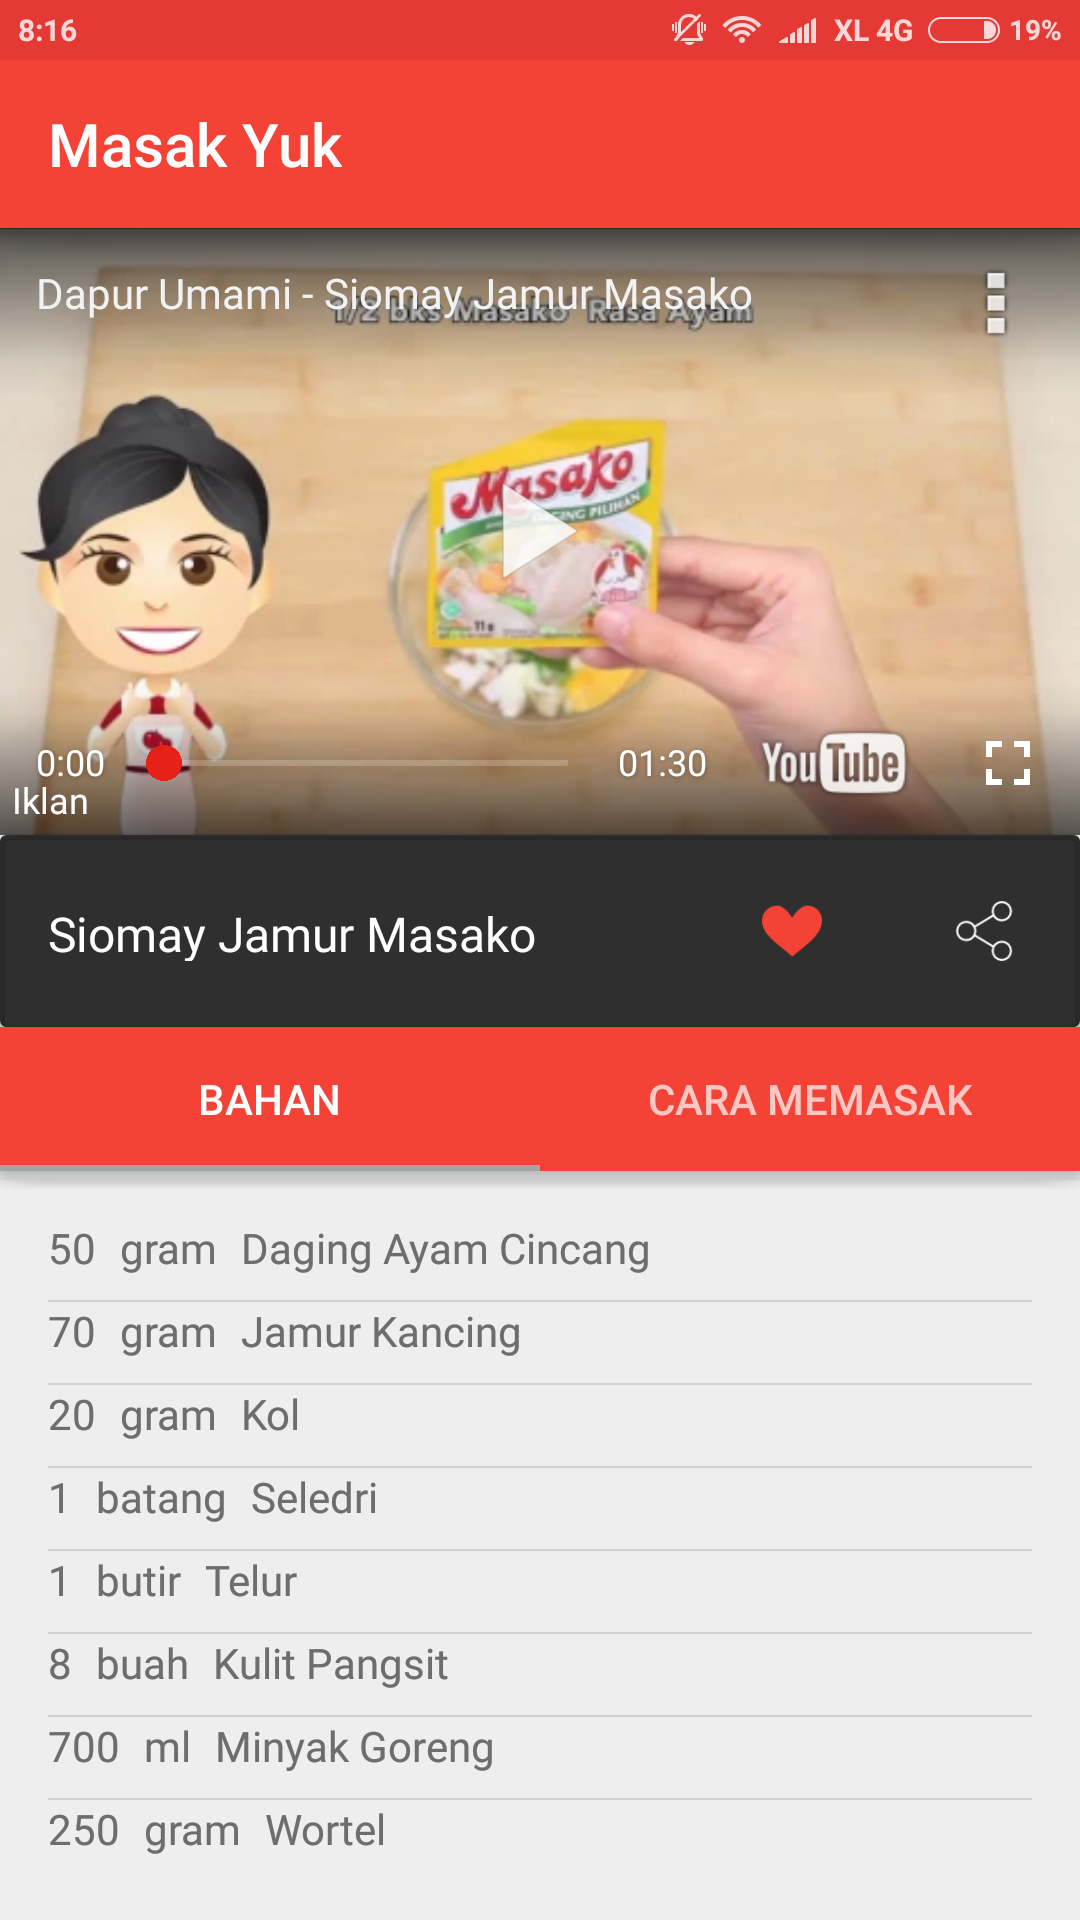 8:16 XL 4G 19%
Masak Yuk
Dapur Umami - Siomay Jamur Masako
1/2 bks Masako Rasa Ayam
Masako
DAGING PILIHAN
11g
0:00 01:30 YouTube
Iklan
Siomay Jamur Masako
BAHAN CARA MEMASAK
50 gram Daging Ayam Cincang
70 gram Jamur Kancing
20 gram Kol
1 batang Seledri
1 butir Telur
8 buah Kulit Pangsit
700 ml Minyak Goreng
250 gram Wortel